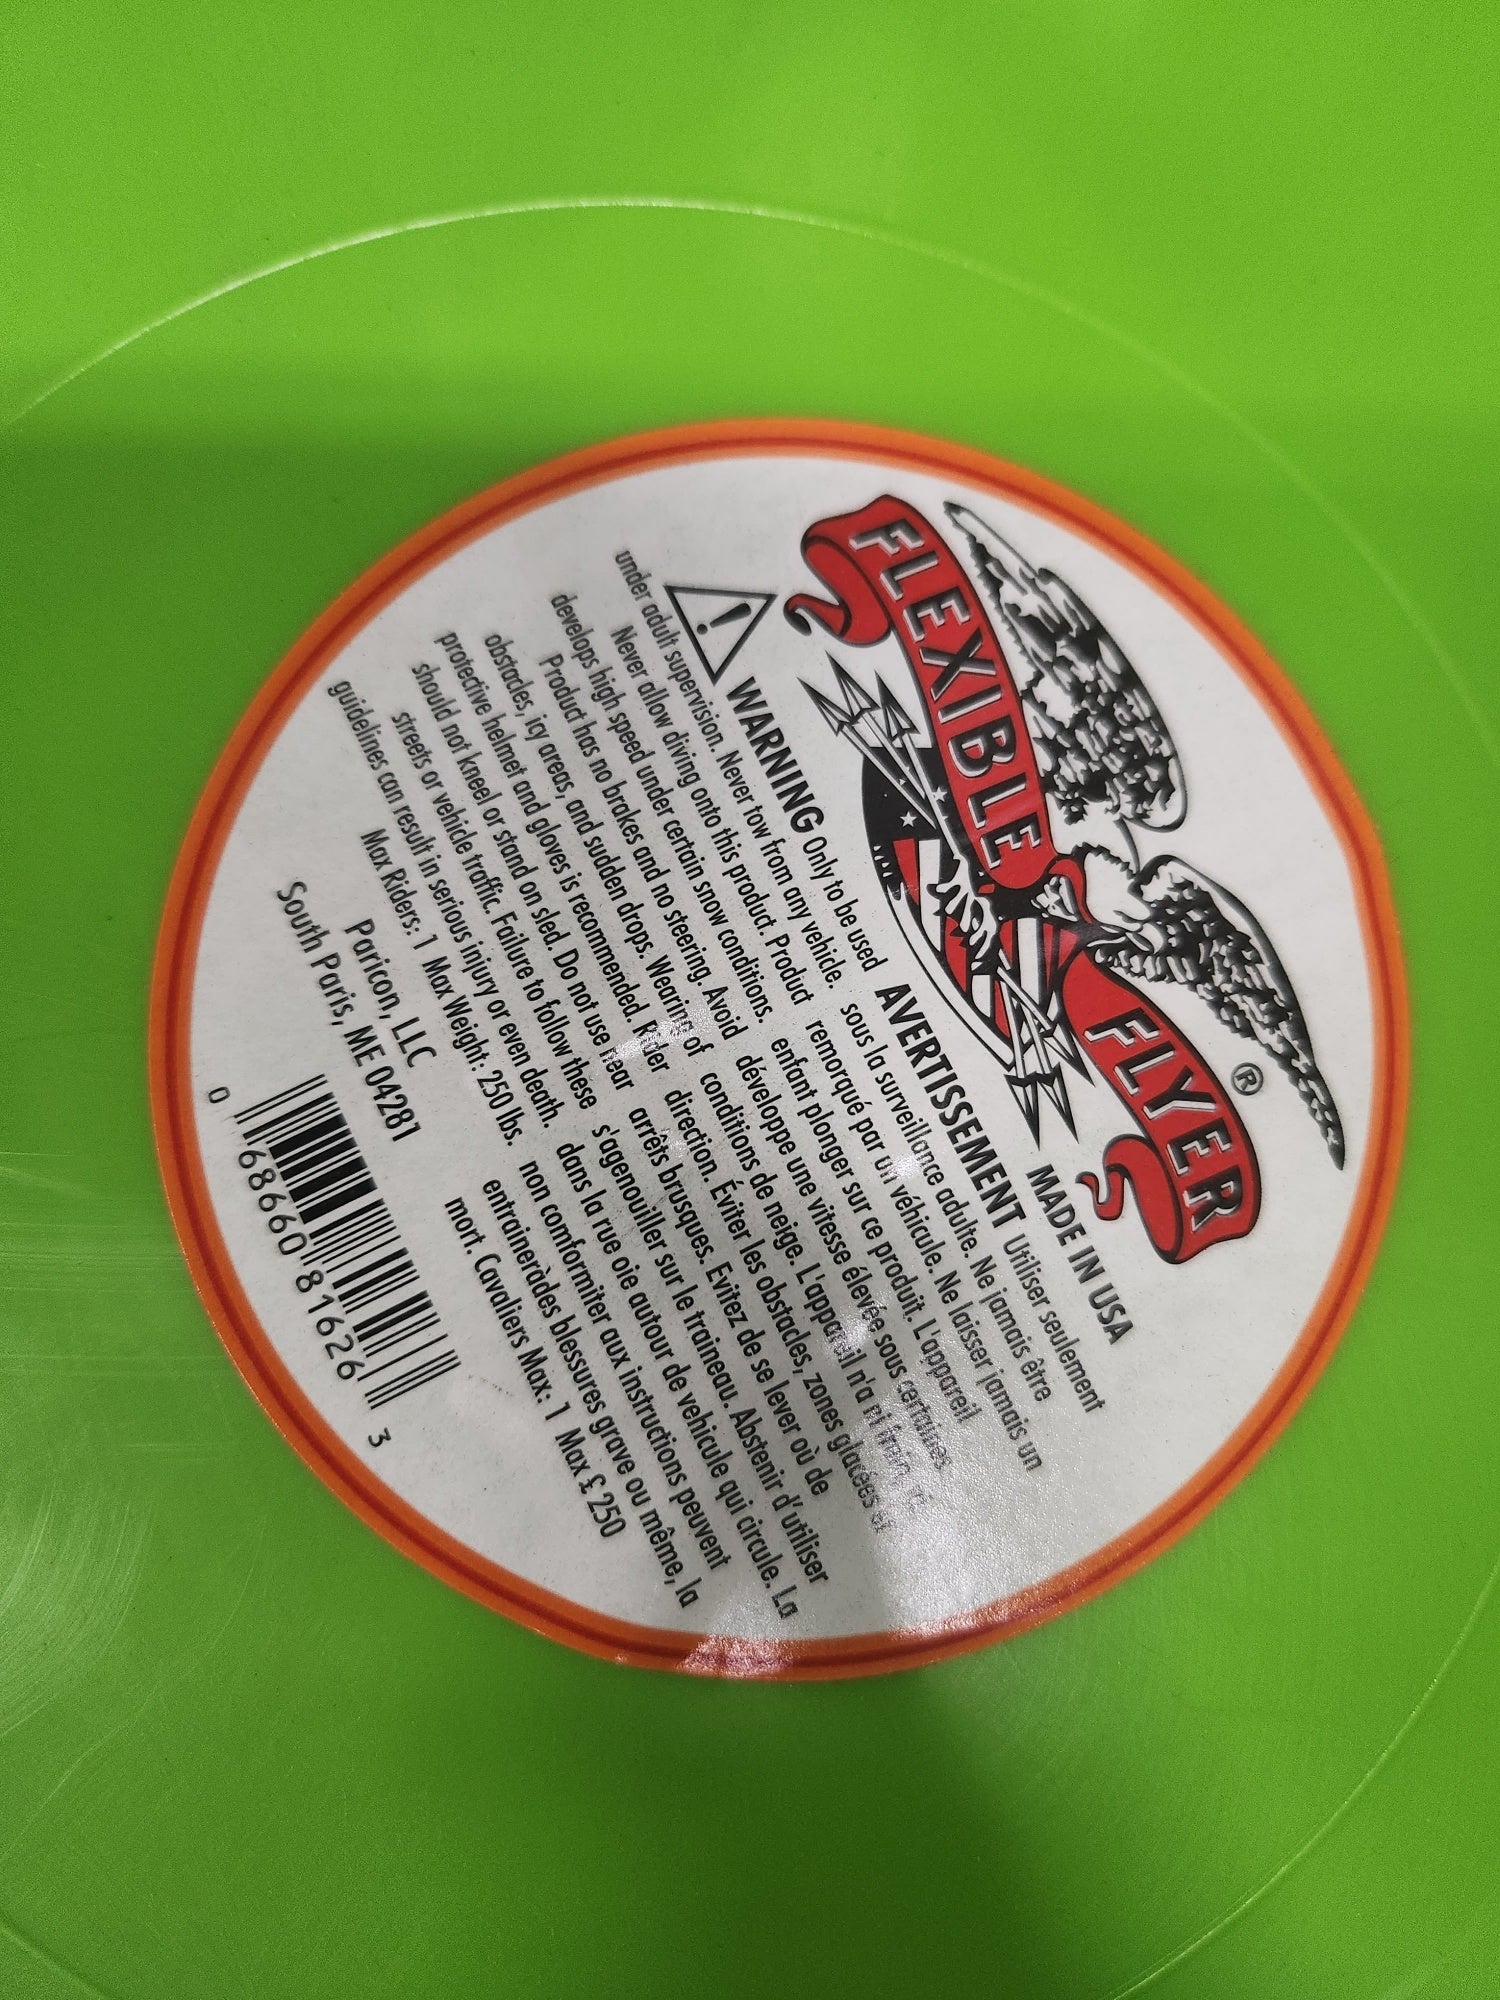 FLEXIBLE FLYER ®
MADE IN USA
! WARNING Only to be used
under adult supervision. Never tow from any vehicle.
Never allow diving onto this product. Product
develops high speed under certain snow conditions.
Product has no brakes and no steering. Avoid
obstacles, icy areas, and sudden drops. Wearing of
protective helmet and gloves is recommended. Rider
should not kneel or stand on sled. Do not use near
streets or vehicle traffic. Failure to follow these
guidelines can result in serious injury or even death.
Max Riders: 1 Max Weight: 250 lbs.
Paricon, LLC
South Paris, ME 04281
AVERTISSEMENT Utiliser seulement
sous la surveillance adulte. Ne jamais être
remorqué par un véhicule. Ne laisser jamais un
enfant plonger sur ce produit. L'appareil
développe une vitesse élevée sous certaines
conditions de neige. L'appareil n'a ni frein, ni
direction. Éviter les obstacles, zones glacées et
arrêts brusques. Evitez de se lever où de
s'agenouiller sur le traineau. Abstenir d'utiliser
dans la rue oie autour de vehicule qui circule. La
non conformiter aux instructions peuvent
entraineràdes blessures grave ou même, la
mort. Cavaliers Max: 1 Max £ 250
0 68660 81626 3